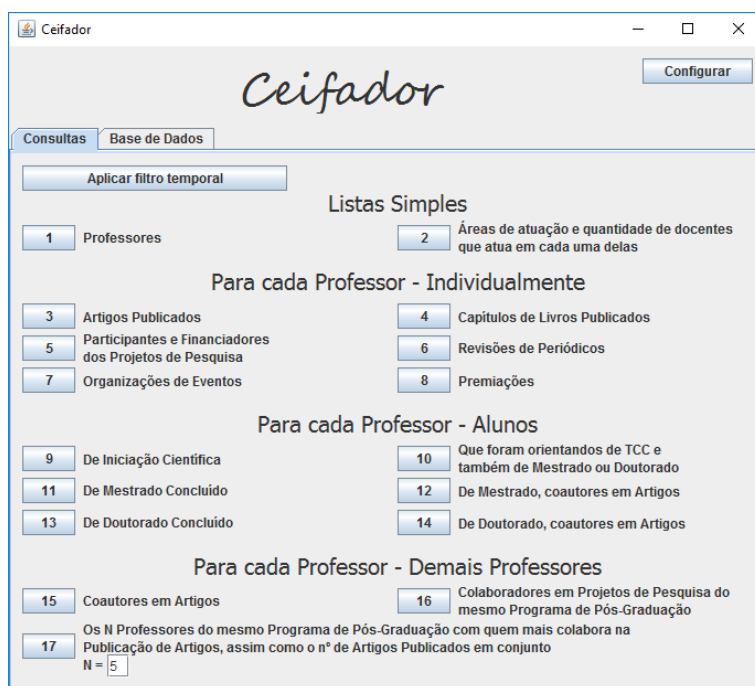 Ceifador
Ceifador
Configurar
Consultas
Base de Dados
Aplicar filtro temporal
Listas Simples
1
Professores
2
Áreas de atuação e quantidade de docentes
que atua em cada uma delas
Para cada Professor - Individualmente
3
Artigos Publicados
4
Capítulos de Livros Publicados
5
Participantes e Financiadores
dos Projetos de Pesquisa
6
Revisões de Periódicos
7
Organizações de Eventos
8
Premiações
Para cada Professor - Alunos
9
De Iniciação Científica
10
Que foram orientandos de TCC e
também de Mestrado ou Doutorado
11
De Mestrado Concluído
12
De Mestrado, coautores em Artigos
13
De Doutorado Concluído
14
De Doutorado, coautores em Artigos
Para cada Professor - Demais Professores
15
Coautores em Artigos
16
Colaboradores em Projetos de Pesquisa do
mesmo Programa de Pós-Graduação
17
Os N Professores do mesmo Programa de Pós-Graduação com quem mais colabora na
Publicação de Artigos, assim como o nº de Artigos Publicados em conjunto
N = 5